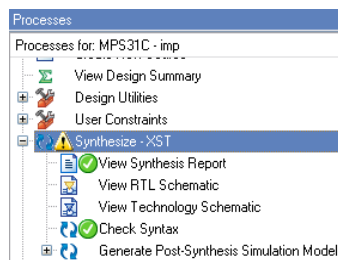 Processes
Processes for: MPS31C - imp
View Design Summary
Design Utilities
User Constraints
Synthesize - XST
View Synthesis Report
View RTL Schematic
View Technology Schematic
Check Syntax
Generate Post-Synthesis Simulation Model